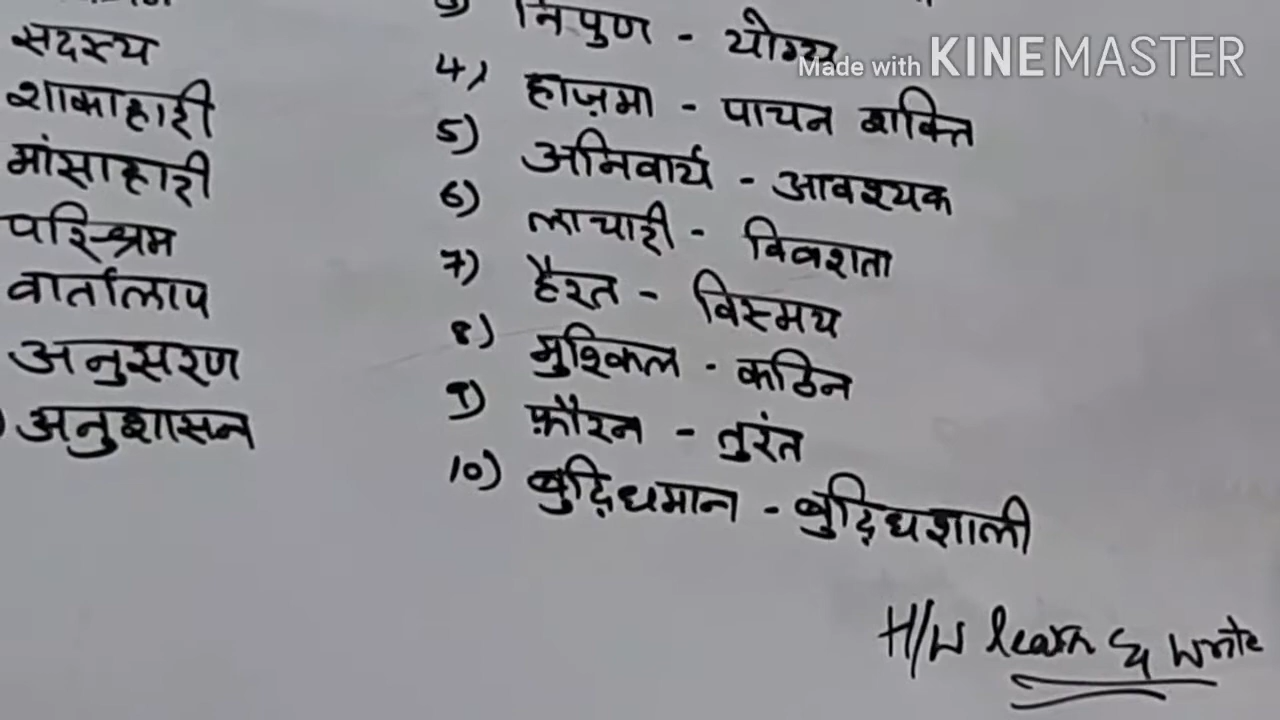 सदस्य
शाकाहारी
मांसाहारी
परिश्रम
वार्तालाप
अनुसरण
अनुशासन
निपुण - योग्य
4) हाज़मा - पाचन शक्ति
5) अनिवार्य - आवश्यक
6) लाचारी - विवशता
7) हैरत - विस्मय
8) मुश्किल - कठिन
9) फ़ौरन - तुरंत
10) बुद्धिमान - बुद्धिशाली
H/W learn & write
Made with KINEMASTER